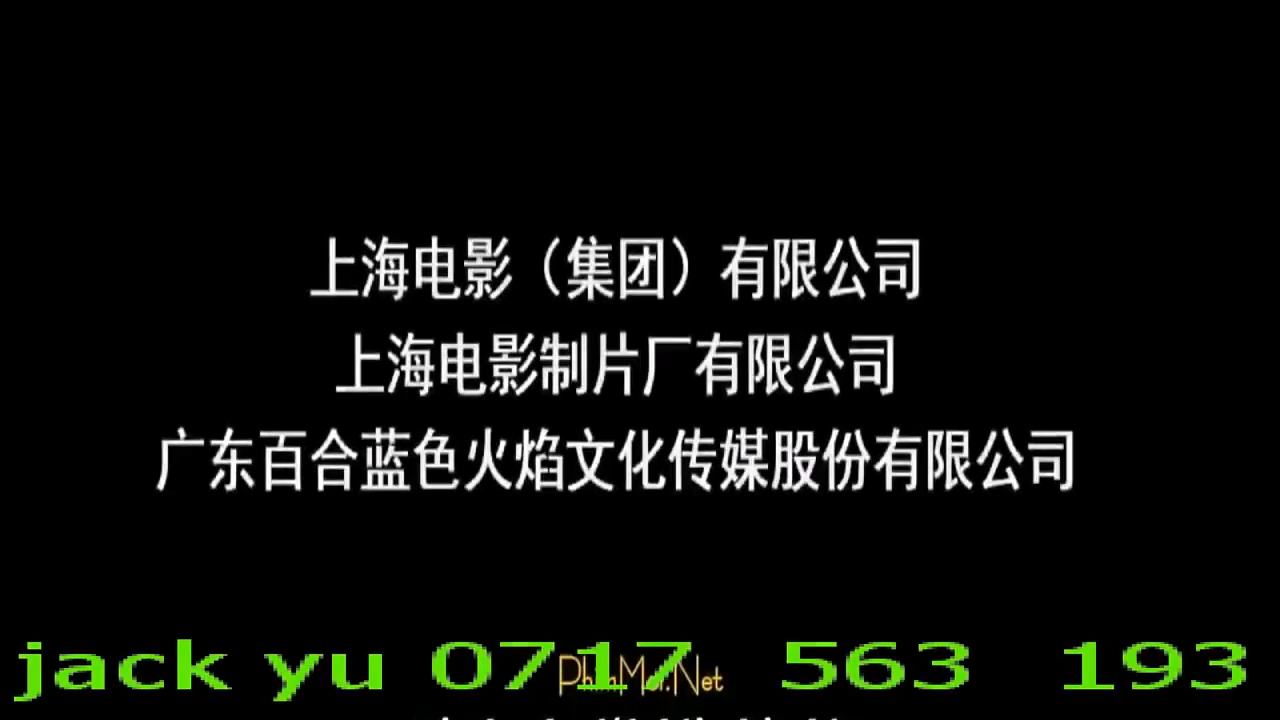 上海电影（集团）有限公司
上海电影制片厂有限公司
广东百合蓝色火焰文化传媒股份有限公司
jack yu 0717 563 193
PhimMoi.Net